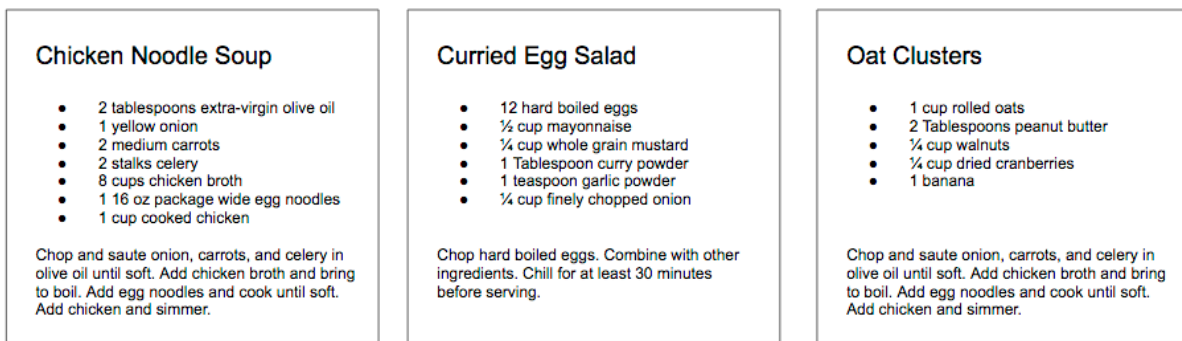 Chicken Noodle Soup
● 2 tablespoons extra-virgin olive oil
● 1 yellow onion
● 2 medium carrots
● 2 stalks celery
● 8 cups chicken broth
● 1 16 oz package wide egg noodles
● 1 cup cooked chicken
Chop and saute onion, carrots, and celery in
olive oil until soft. Add chicken broth and bring
to boil. Add egg noodles and cook until soft.
Add chicken and simmer.
Curried Egg Salad
● 12 hard boiled eggs
● ½ cup mayonnaise
● ¼ cup whole grain mustard
● 1 Tablespoon curry powder
● 1 teaspoon garlic powder
● ¼ cup finely chopped onion
Chop hard boiled eggs. Combine with other
ingredients. Chill for at least 30 minutes
before serving.
Oat Clusters
● 1 cup rolled oats
● 2 Tablespoons peanut butter
● ¼ cup walnuts
● ¼ cup dried cranberries
● 1 banana
Chop and saute onion, carrots, and celery in
olive oil until soft. Add chicken broth and bring
to boil. Add egg noodles and cook until soft.
Add chicken and simmer.